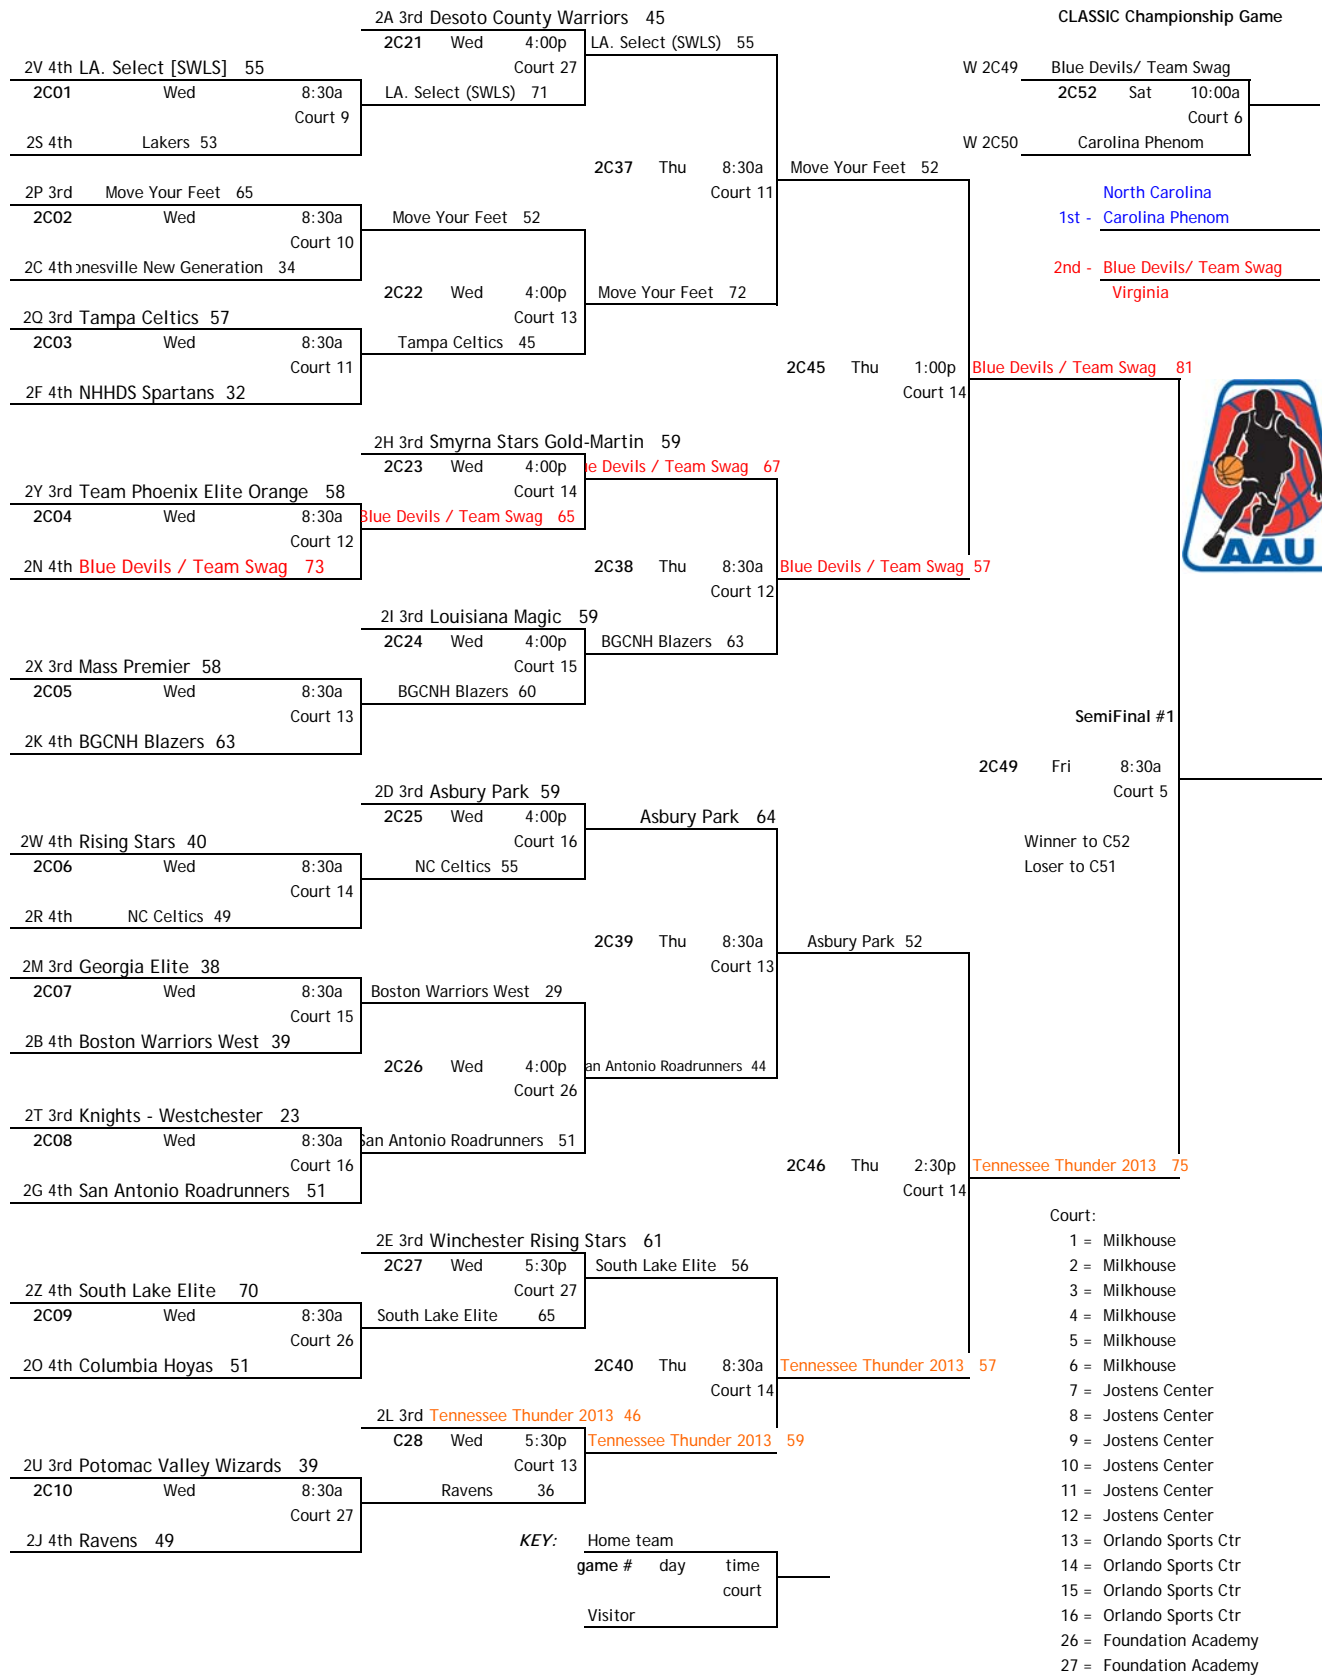 2A 3rd Desoto County Warriors 45
CLASSIC Championship Game
2C21 Wed 4:00p LA. Select (SWLS) 55
2V 4th LA. Select [SWLS] 55
Court 27
W 2C49 Blue Devils/ Team Swag
2C01 Wed 8:30a LA. Select (SWLS) 71
2C52 Sat 10:00a
Court 9
Court 6
2S 4th Lakers 53
W 2C50 Carolina Phenom
2C37 Thu 8:30a Move Your Feet 52
2P 3rd Move Your Feet 65
Court 11
North Carolina
2C02 Wed 8:30a Move Your Feet 52
1st - Carolina Phenom
Court 10
2C 4th onesville New Generation 34
2nd - Blue Devils/ Team Swag
2C22 Wed 4:00p Move Your Feet 72
Virginia
2Q 3rd Tampa Celtics 57
Court 13
2C03 Wed 8:30a Tampa Celtics 45
Court 11
2C45 Thu 1:00p Blue Devils / Team Swag 81
2F 4th NHHDS Spartans 32
Court 14
2H 3rd Smyrna Stars Gold-Martin 59
2C23 Wed 4:00p e Devils / Team Swag 67
2Y 3rd Team Phoenix Elite Orange 58
Court 14
2C04 Wed 8:30a Blue Devils / Team Swag 65
Court 12
2N 4th Blue Devils / Team Swag 73
2C38 Thu 8:30a Blue Devils / Team Swag 57
Court 12
AAU
2I 3rd Louisiana Magic 59
2C24 Wed 4:00p BGCNH Blazers 63
2X 3rd Mass Premier 58
Court 15
2C05 Wed 8:30a BGCNH Blazers 60
Court 13
SemiFinal #1
2K 4th BGCNH Blazers 63
2C49 Fri 8:30a
2D 3rd Asbury Park 59
Court 5
2C25 Wed 4:00p Asbury Park 64
2W 4th Rising Stars 40
Court 16
Winner to C52
2C06 Wed 8:30a NC Celtics 55
Loser to C51
Court 14
2R 4th NC Celtics 49
2C39 Thu 8:30a Asbury Park 52
2M 3rd Georgia Elite 38
Court 13
2C07 Wed 8:30a Boston Warriors West 29
Court 15
2B 4th Boston Warriors West 39
2C26 Wed 4:00p an Antonio Roadrunners 44
Court 26
2T 3rd Knights - Westchester 23
2C08 Wed 8:30a San Antonio Roadrunners 51
Court 16
2C46 Thu 2:30p Tennessee Thunder 2013 75
2G 4th San Antonio Roadrunners 51
Court 14
Court:
2E 3rd Winchester Rising Stars 61
1 = Milkhouse
2C27 Wed 5:30p South Lake Elite 56
2 = Milkhouse
2Z 4th South Lake Elite 70
Court 27
3 = Milkhouse
2C09 Wed 8:30a South Lake Elite 65
4 = Milkhouse
Court 26
5 = Milkhouse
2O 4th Columbia Hoyas 51
2C40 Thu 8:30a Tennessee Thunder 2013 57
6 = Milkhouse
Court 14
7 = Jostens Center
2L 3rd Tennessee Thunder 2013 46
8 = Jostens Center
C28 Wed 5:30p Tennessee Thunder 2013 59
9 = Jostens Center
2U 3rd Potomac Valley Wizards 39
Court 13
10 = Jostens Center
2C10 Wed 8:30a Ravens 36
11 = Jostens Center
Court 27
12 = Jostens Center
2J 4th Ravens 49
KEY: Home team
13 = Orlando Sports Ctr
game # day time
14 = Orlando Sports Ctr
court
15 = Orlando Sports Ctr
Visitor
16 = Orlando Sports Ctr
26 = Foundation Academy
27 = Foundation Academy